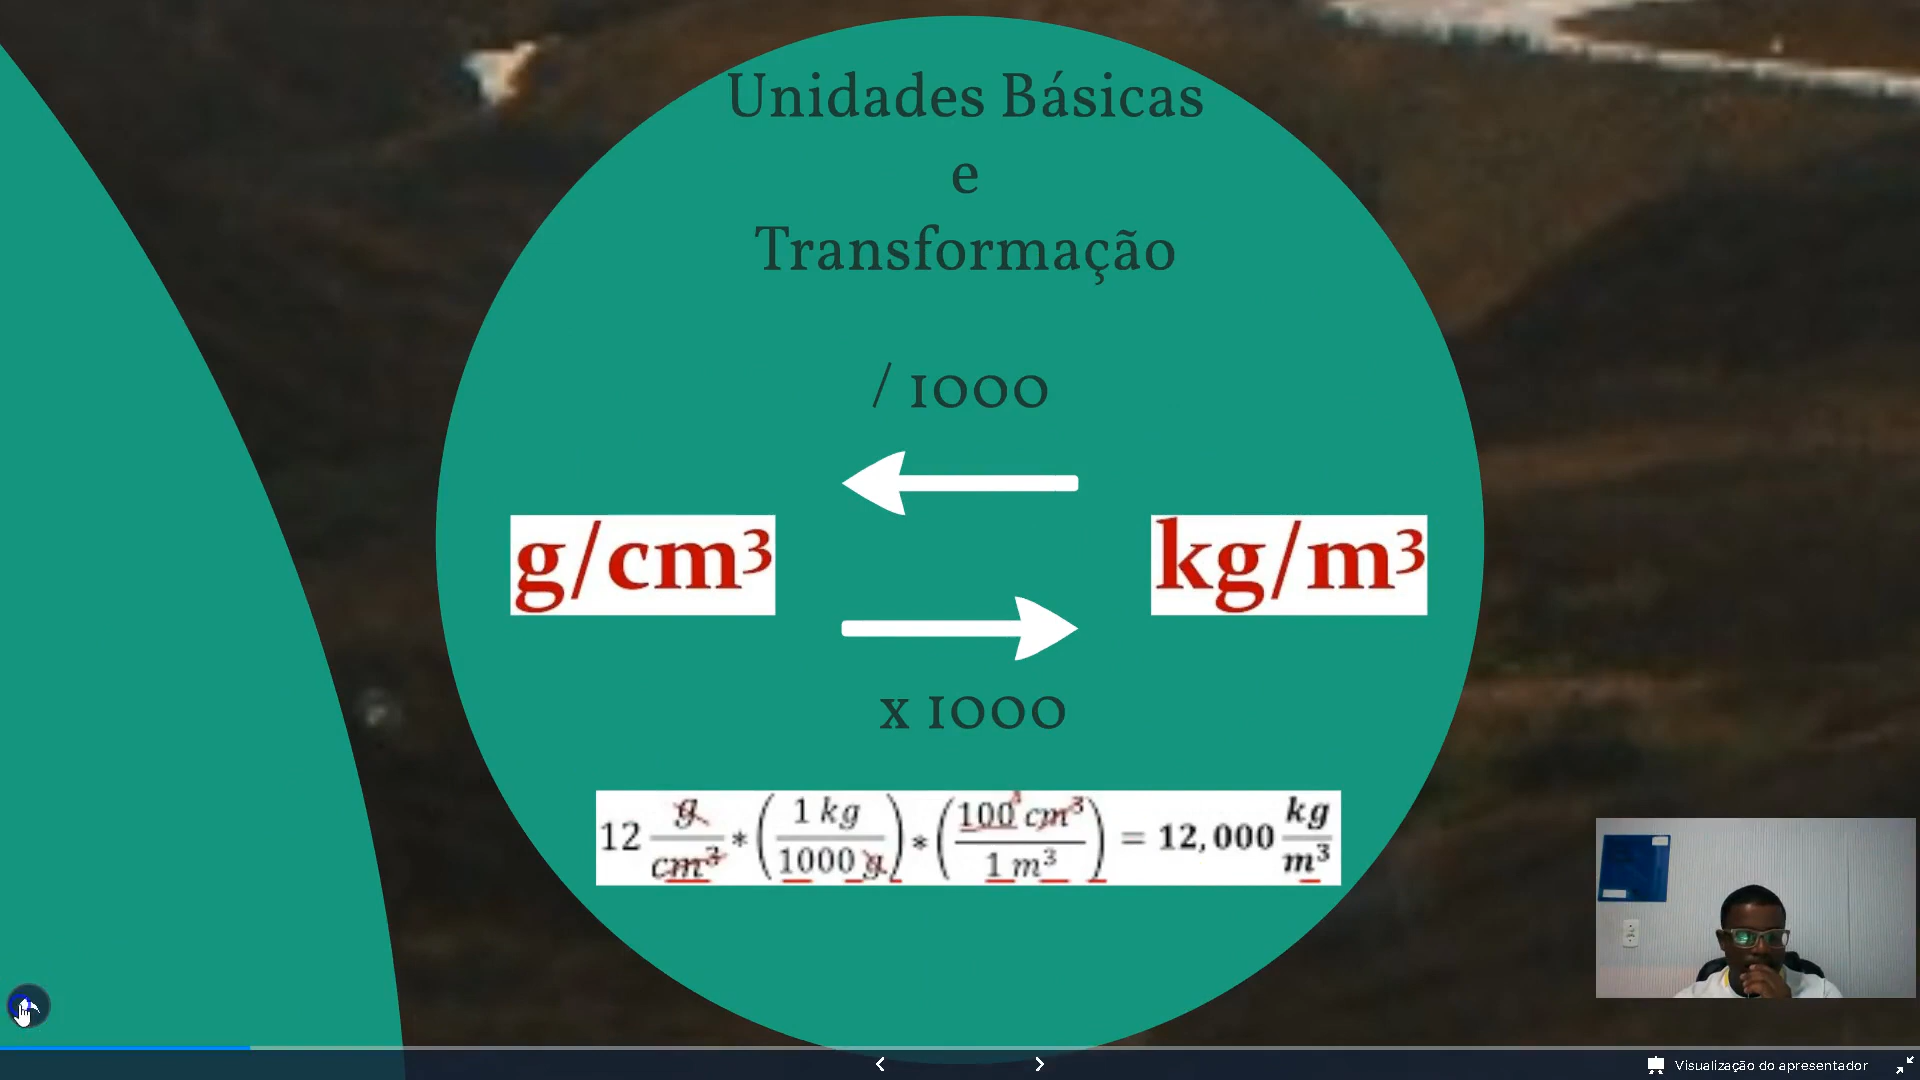 Unidades Básicas
e
Transformação
/ 1000
g/cm³
kg/m³
x 1000
12 g/cm³ * (1 kg / 1000 g) * (100³ cm³ / 1 m³) = 12,000 kg/m³
Visualização do apresentador